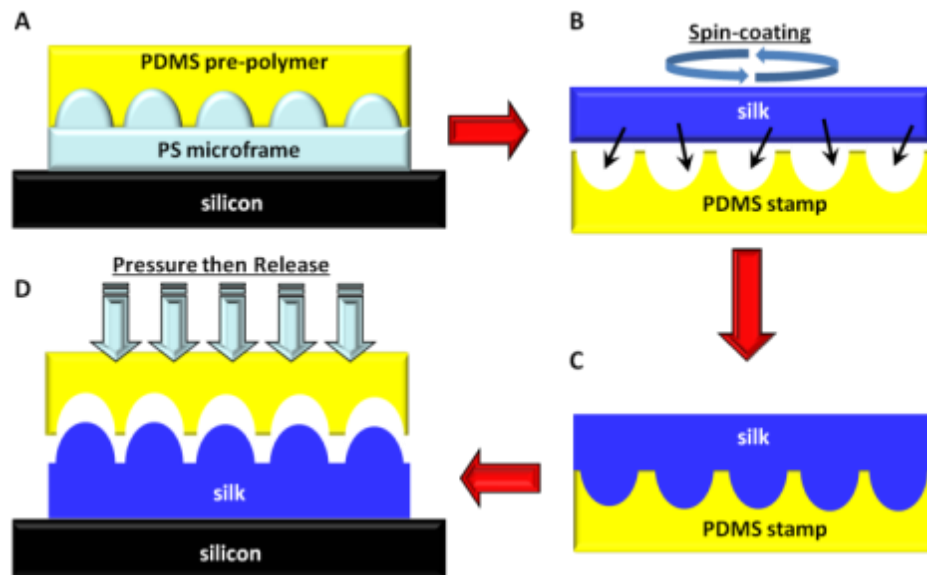 A
PDMS pre-polymer
PS microframe
silicon
B
Spin-coating
silk
PDMS stamp
D
Pressure then Release
silk
silicon
C
silk
PDMS stamp